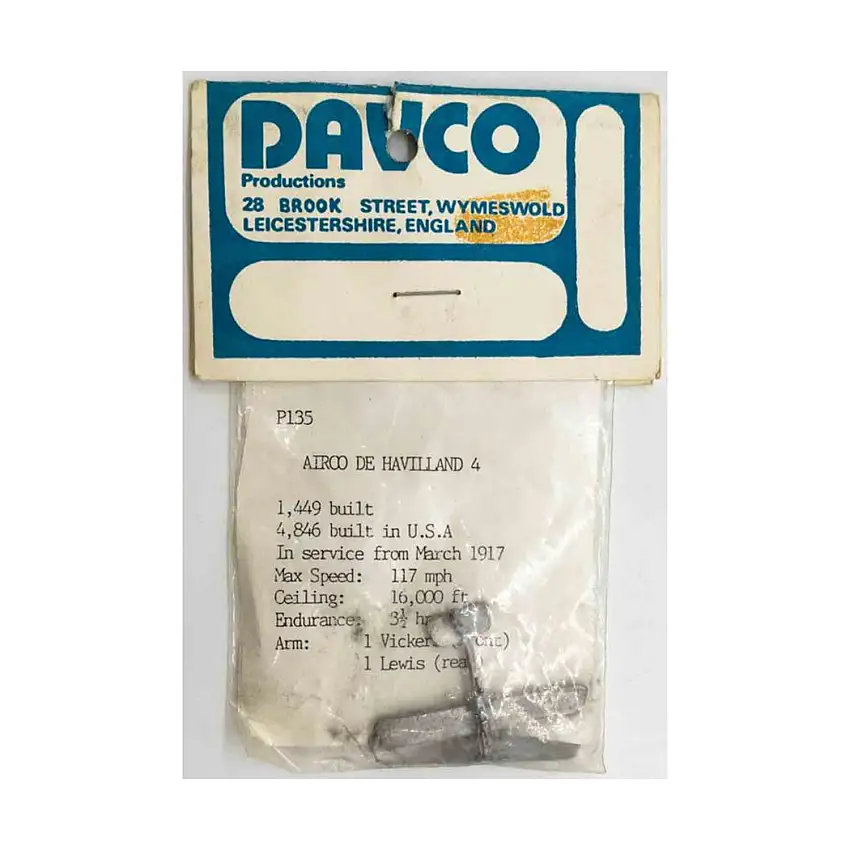 DAVCO
Productions
28 BROOK STREET, WYMESWOLD
LEICESTERSHIRE, ENGLAND
P135
AIRCO DE HAVILLAND 4
1,449 built
4,846 built in U.S.A
In service from March 1917
Max Speed: 117 mph
Ceiling: 16,000 ft
Endurance: 3½ h
Arm: 1 Vickers
1 Lewis (rea